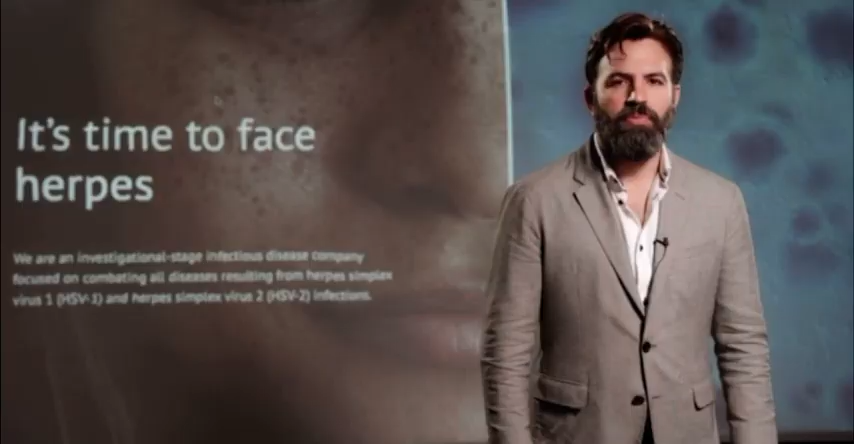 It's time to face
herpes
We are an investigational-stage infectious disease company
focused on combating all diseases resulting from herpes simplex
virus 1 (HSV-1) and herpes simplex virus 2 (HSV-2) infections.